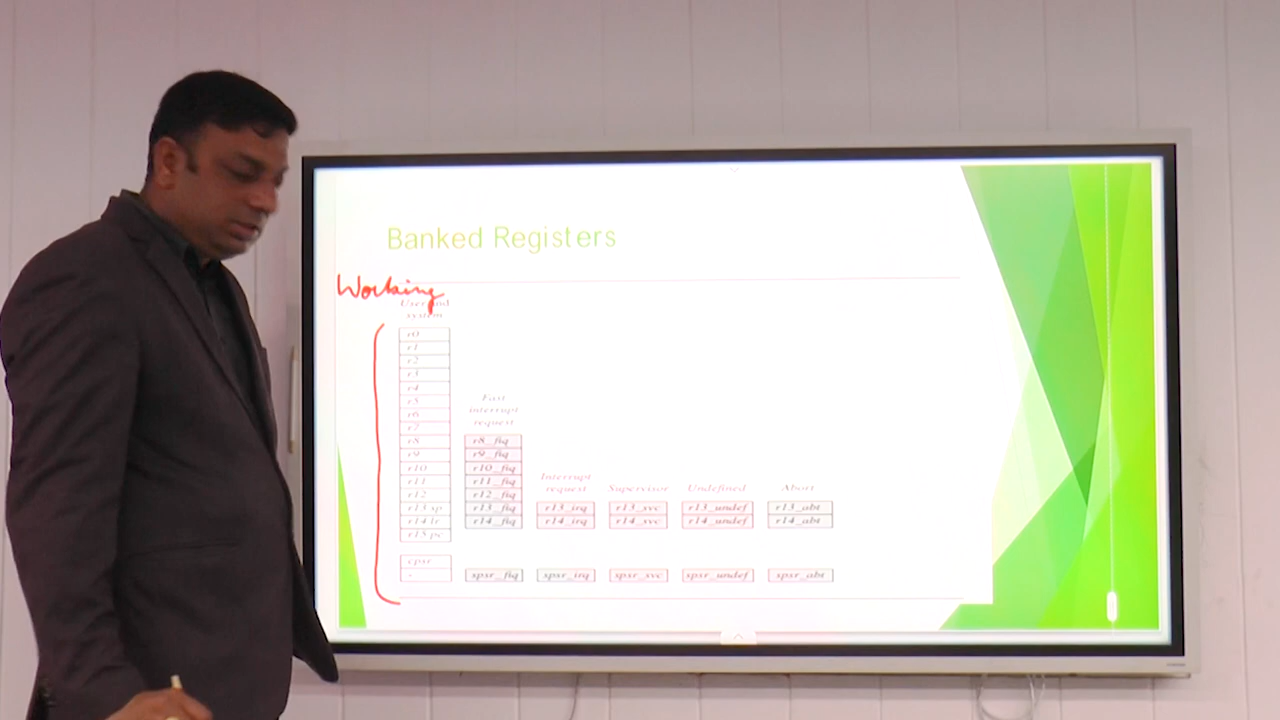 Banked Registers
Working
User and
system
r0
r1
r2
r3
r4
r5
r6
r7
r8
r9
r10
r11
r12
r13 sp
r14 lr
r15 pc
cpsr
-
Fast
interrupt
request
r8_fiq
r9_fiq
r10_fiq
r11_fiq
r12_fiq
r13_fiq
r14_fiq
spsr_fiq
Interrupt
request
r13_irq
r14_irq
spsr_irq
Supervisor
r13_svc
r14_svc
spsr_svc
Undefined
r13_undef
r14_undef
spsr_undef
Abort
r13_abt
r14_abt
spsr_abt